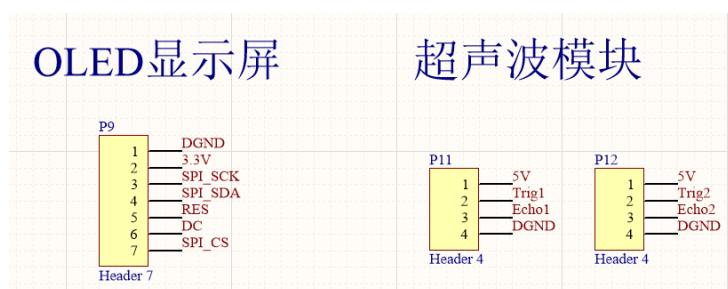 OLED显示屏
超声波模块
P9
1 DGND
2 3.3V
3 SPI_SCK
4 SPI_SDA
5 RES
6 DC
7 SPI_CS
Header 7
P11
1 5V
2 Trig1
3 Echo1
4 DGND
Header 4
P12
1 5V
2 Trig2
3 Echo2
4 DGND
Header 4